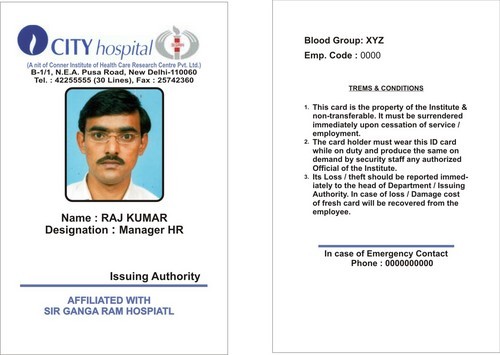 CITY hospital
(A nit of Conner Institute of Health Care Research Centre Pvt. Ltd.)
B-1/1, N.E.A. Pusa Road, New Delhi-110060
Tel. : 42255555 (30 Lines), Fax : 25742360
Name : RAJ KUMAR
Designation : Manager HR
Issuing Authority
AFFILIATED WITH
SIR GANGA RAM HOSPIATL
Blood Group: XYZ
Emp. Code : 0000
TREMS & CONDITIONS
1. This card is the property of the Institute &
non-transferable. It must be surrendered
immediately upon cessation of service /
employment.
2. The card holder must wear this ID card
while on duty and produce the same on
demand by security staff any authorized
Official of the Institute.
3. Its Loss / theft should be reported immed-
iately to the head of Department / Issuing
Authority. In case of loss / Damage cost
of fresh card will be recovered from the
employee.
In case of Emergency Contact
Phone : 0000000000